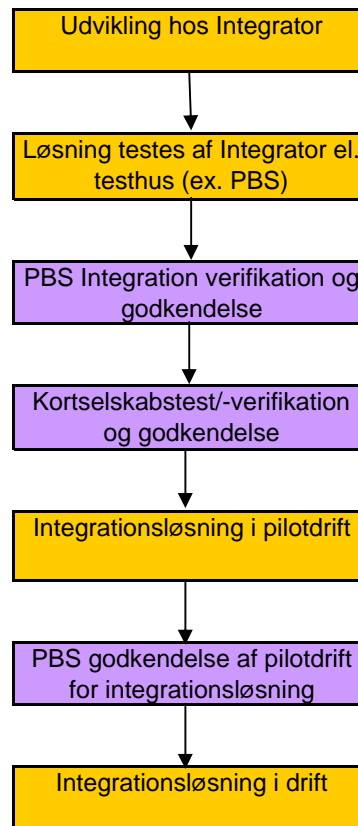 Udvikling hos Integrator
Løsning testes af Integrator el.
testhus (ex. PBS)
PBS Integration verifikation og
godkendelse
Kortselskabstest/-verifikation
og godkendelse
Integrationsløsning i pilotdrift
PBS godkendelse af pilotdrift
for integrationsløsning
Integrationsløsning i drift